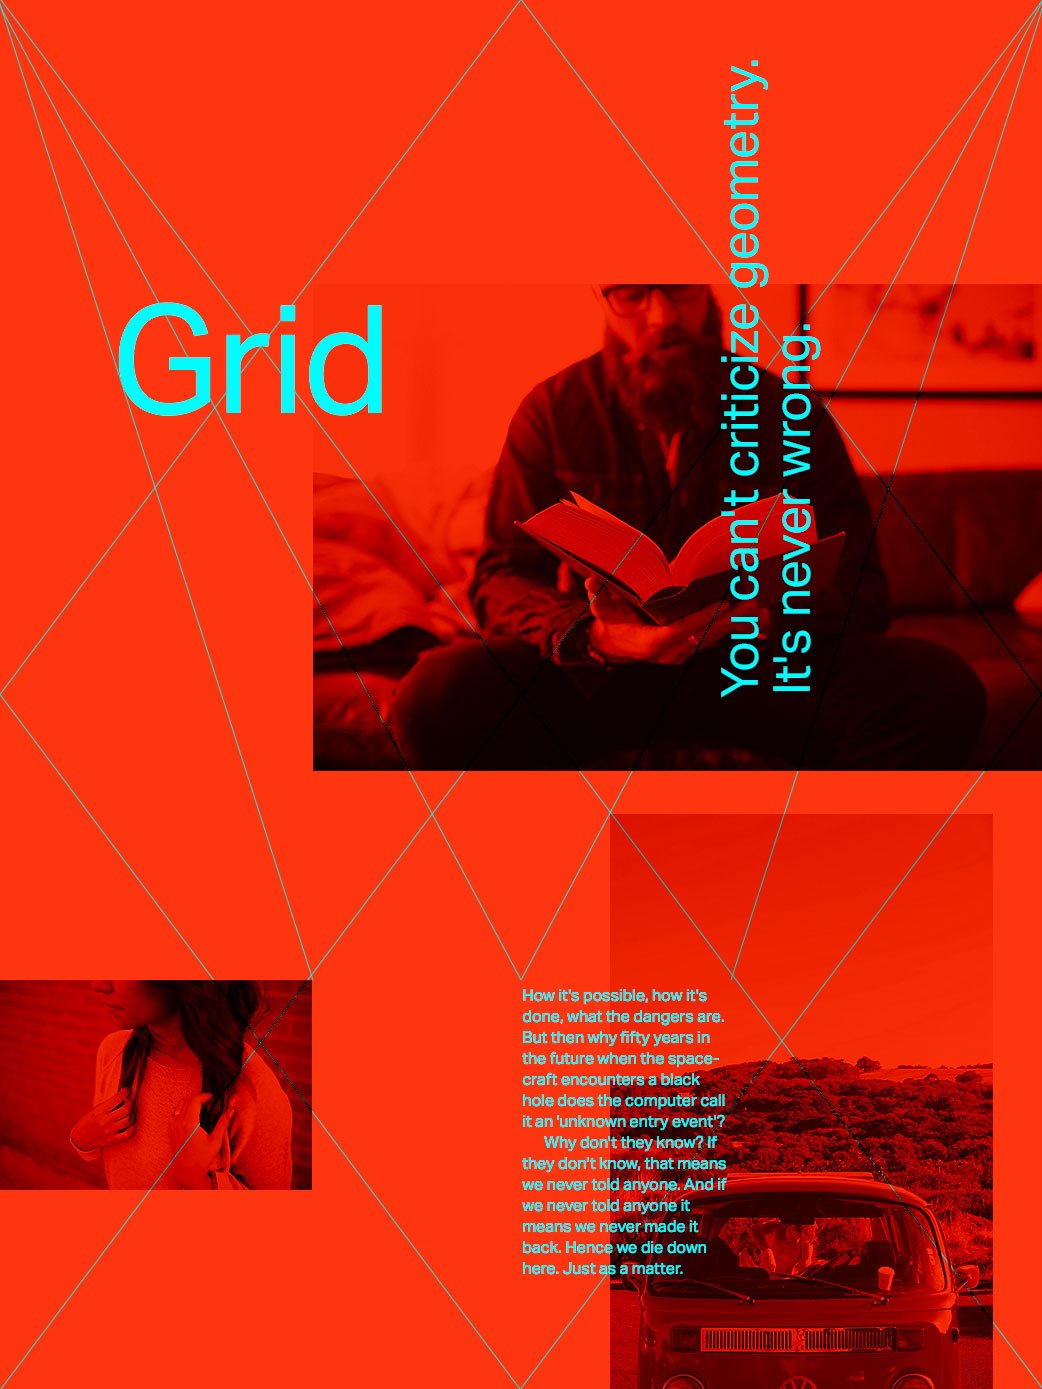 Grid
You can't criticize geometry.
It's never wrong.
How it's possible, how it's
done, what the dangers are.
But then why fifty years in
the future when the space-
craft encounters a black
hole does the computer call
it an 'unknown entry event'?
Why don't they know? If
they don't know, that means
we never told anyone. And if
we never told anyone it
means we never made it
back. Hence we die down
here. Just as a matter.